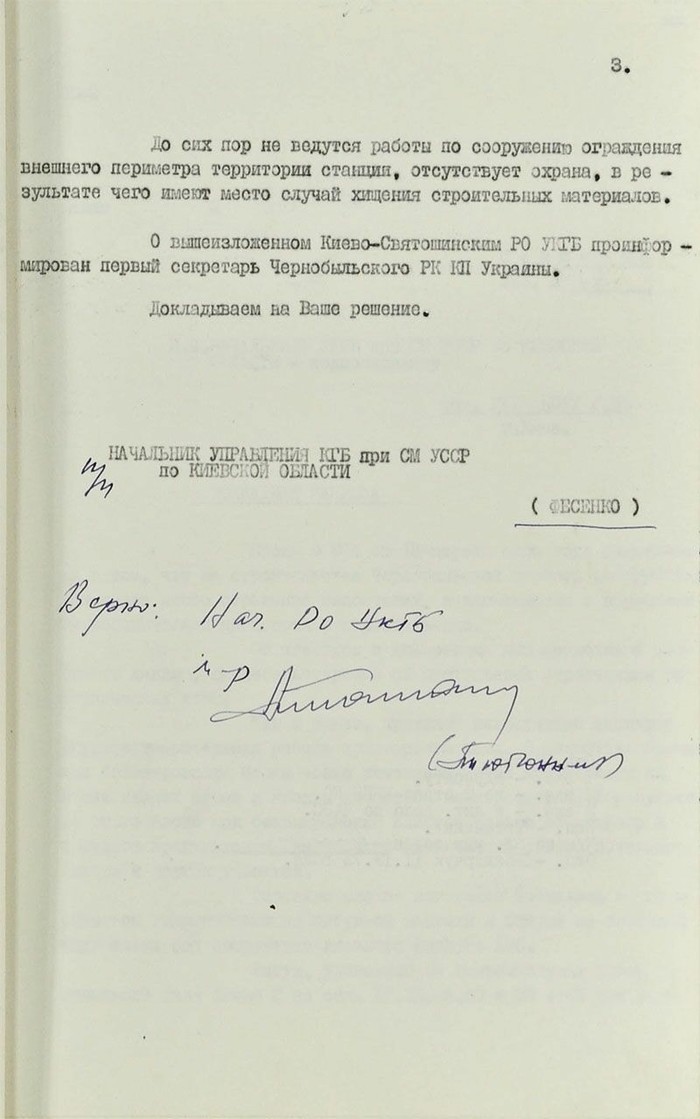 3.
До сих пор не ведутся работы по сооружению ограждения
внешнего периметра территории станции, отсутствует охрана, в ре -
зультате чего имеют место случай хищения строительных материалов.
О вышеизложенном Киево-Святошинским РО УКГБ проинфор -
мирован первый секретарь Чернобыльского РК КП Украины.
Докладываем на Ваше решение.
НАЧАЛЬНИК УПРАВЛЕНИЯ КГБ при СМ УССР
по КИЕВСКОЙ ОБЛАСТИ
п/п
( ФЕСЕНКО )
Верно: Нач. РО УКГБ
м-р